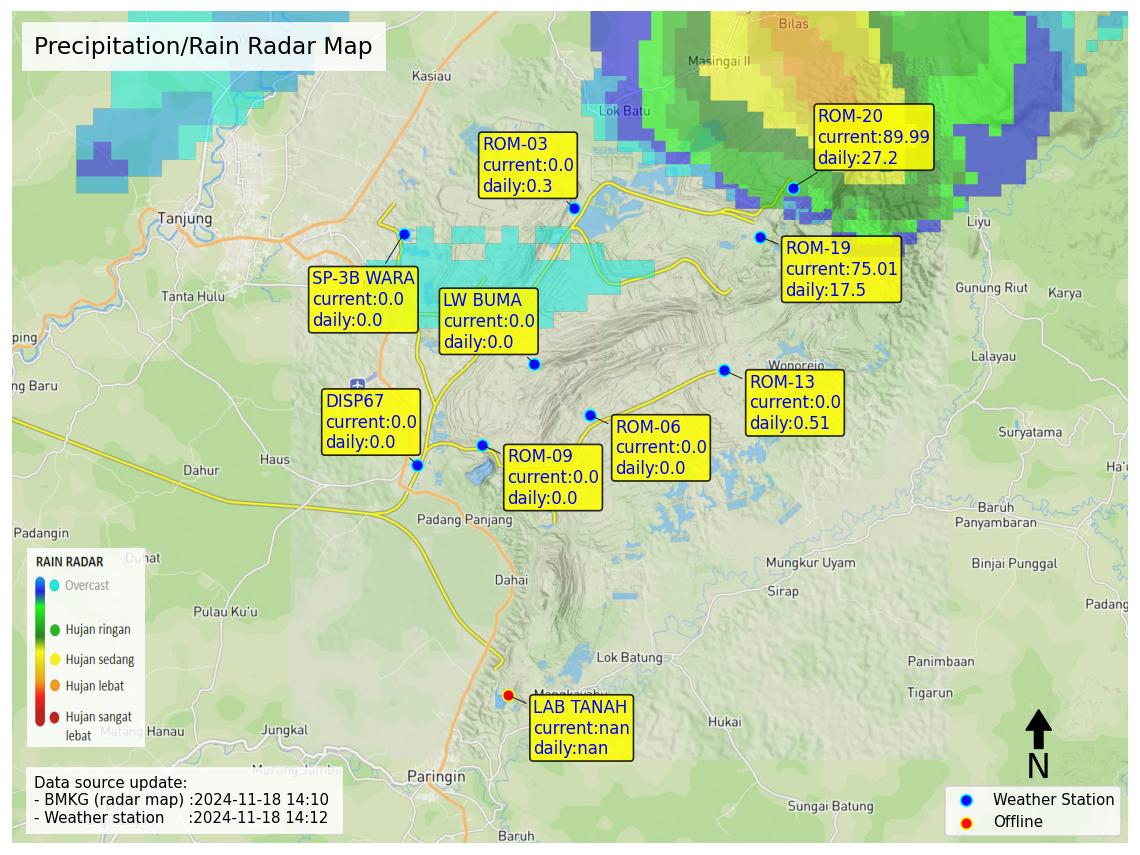 Precipitation/Rain Radar Map
Bilas
Masingai II
Kasiau
Lok Batu
ROM-20
current:89.99
daily:27.2
ROM-03
current:0.0
daily:0.3
Tanjung
Liyu
ROM-19
current:75.01
daily:17.5
SP-3B WARA
current:0.0
daily:0.0
LW BUMA
current:0.0
daily:0.0
Tanta Hulu
Gunung Riut
Karya
ping
Lalayau
Wonorejo
ng Baru
ROM-13
current:0.0
daily:0.51
DISP67
current:0.0
daily:0.0
ROM-06
current:0.0
daily:0.0
Suryatama
ROM-09
current:0.0
daily:0.0
Haus
Dahur
Ha'u
Padang Panjang
Baruh
Panyambaran
Padangin
Duhat
Mungkur Uyam
Binjai Punggal
RAIN RADAR
Overcast
Hujan ringan
Hujan sedang
Hujan lebat
Hujan sangat
lebat
Dahai
Sirap
Padang
Pulau Ku'u
Lok Batung
Panimbaan
Tigarun
Mangkayahu
LAB TANAH
current:nan
daily:nan
Hukai
Matang Hanau
Jungkal
Murung Jambu
Paringin
N
Data source update:
- BMKG (radar map) :2024-11-18 14:10
- Weather station :2024-11-18 14:12
Sungai Batung
Baruh
Weather Station
Offline